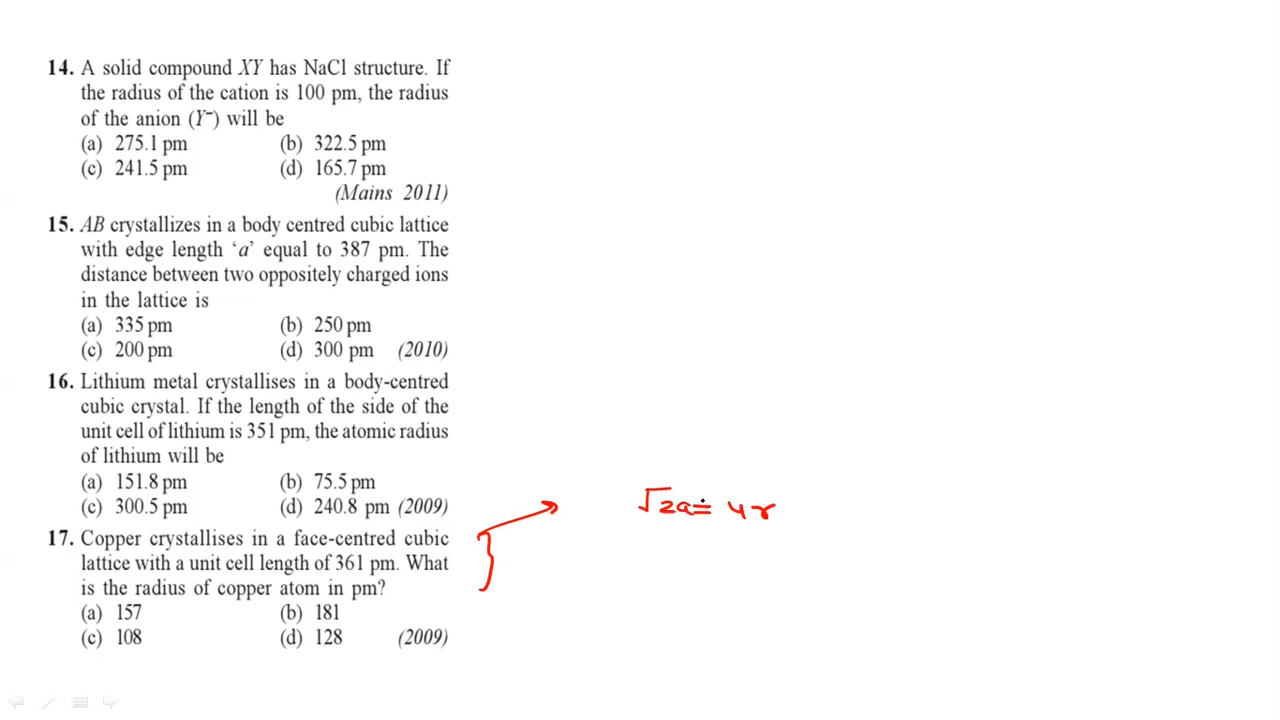 14. A solid compound XY has NaCl structure. If
the radius of the cation is 100 pm, the radius
of the anion (Y⁻) will be
(a) 275.1 pm (b) 322.5 pm
(c) 241.5 pm (d) 165.7 pm
(Mains 2011)
15. AB crystallizes in a body centred cubic lattice
with edge length ‘a’ equal to 387 pm. The
distance between two oppositely charged ions
in the lattice is
(a) 335 pm (b) 250 pm
(c) 200 pm (d) 300 pm (2010)
16. Lithium metal crystallises in a body-centred
cubic crystal. If the length of the side of the
unit cell of lithium is 351 pm, the atomic radius
of lithium will be
(a) 151.8 pm (b) 75.5 pm
(c) 300.5 pm (d) 240.8 pm (2009)
√2a = 4r
17. Copper crystallises in a face-centred cubic
lattice with a unit cell length of 361 pm. What
is the radius of copper atom in pm?
(a) 157 (b) 181
(c) 108 (d) 128 (2009)